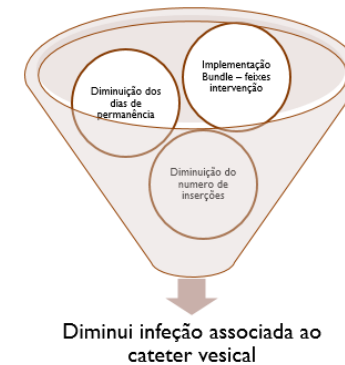 Implementação
Bundle – feixes
intervenção
Diminuição dos
dias de
permanência
Diminuição do
numero de
inserções
Diminui infeção associada ao
cateter vesical